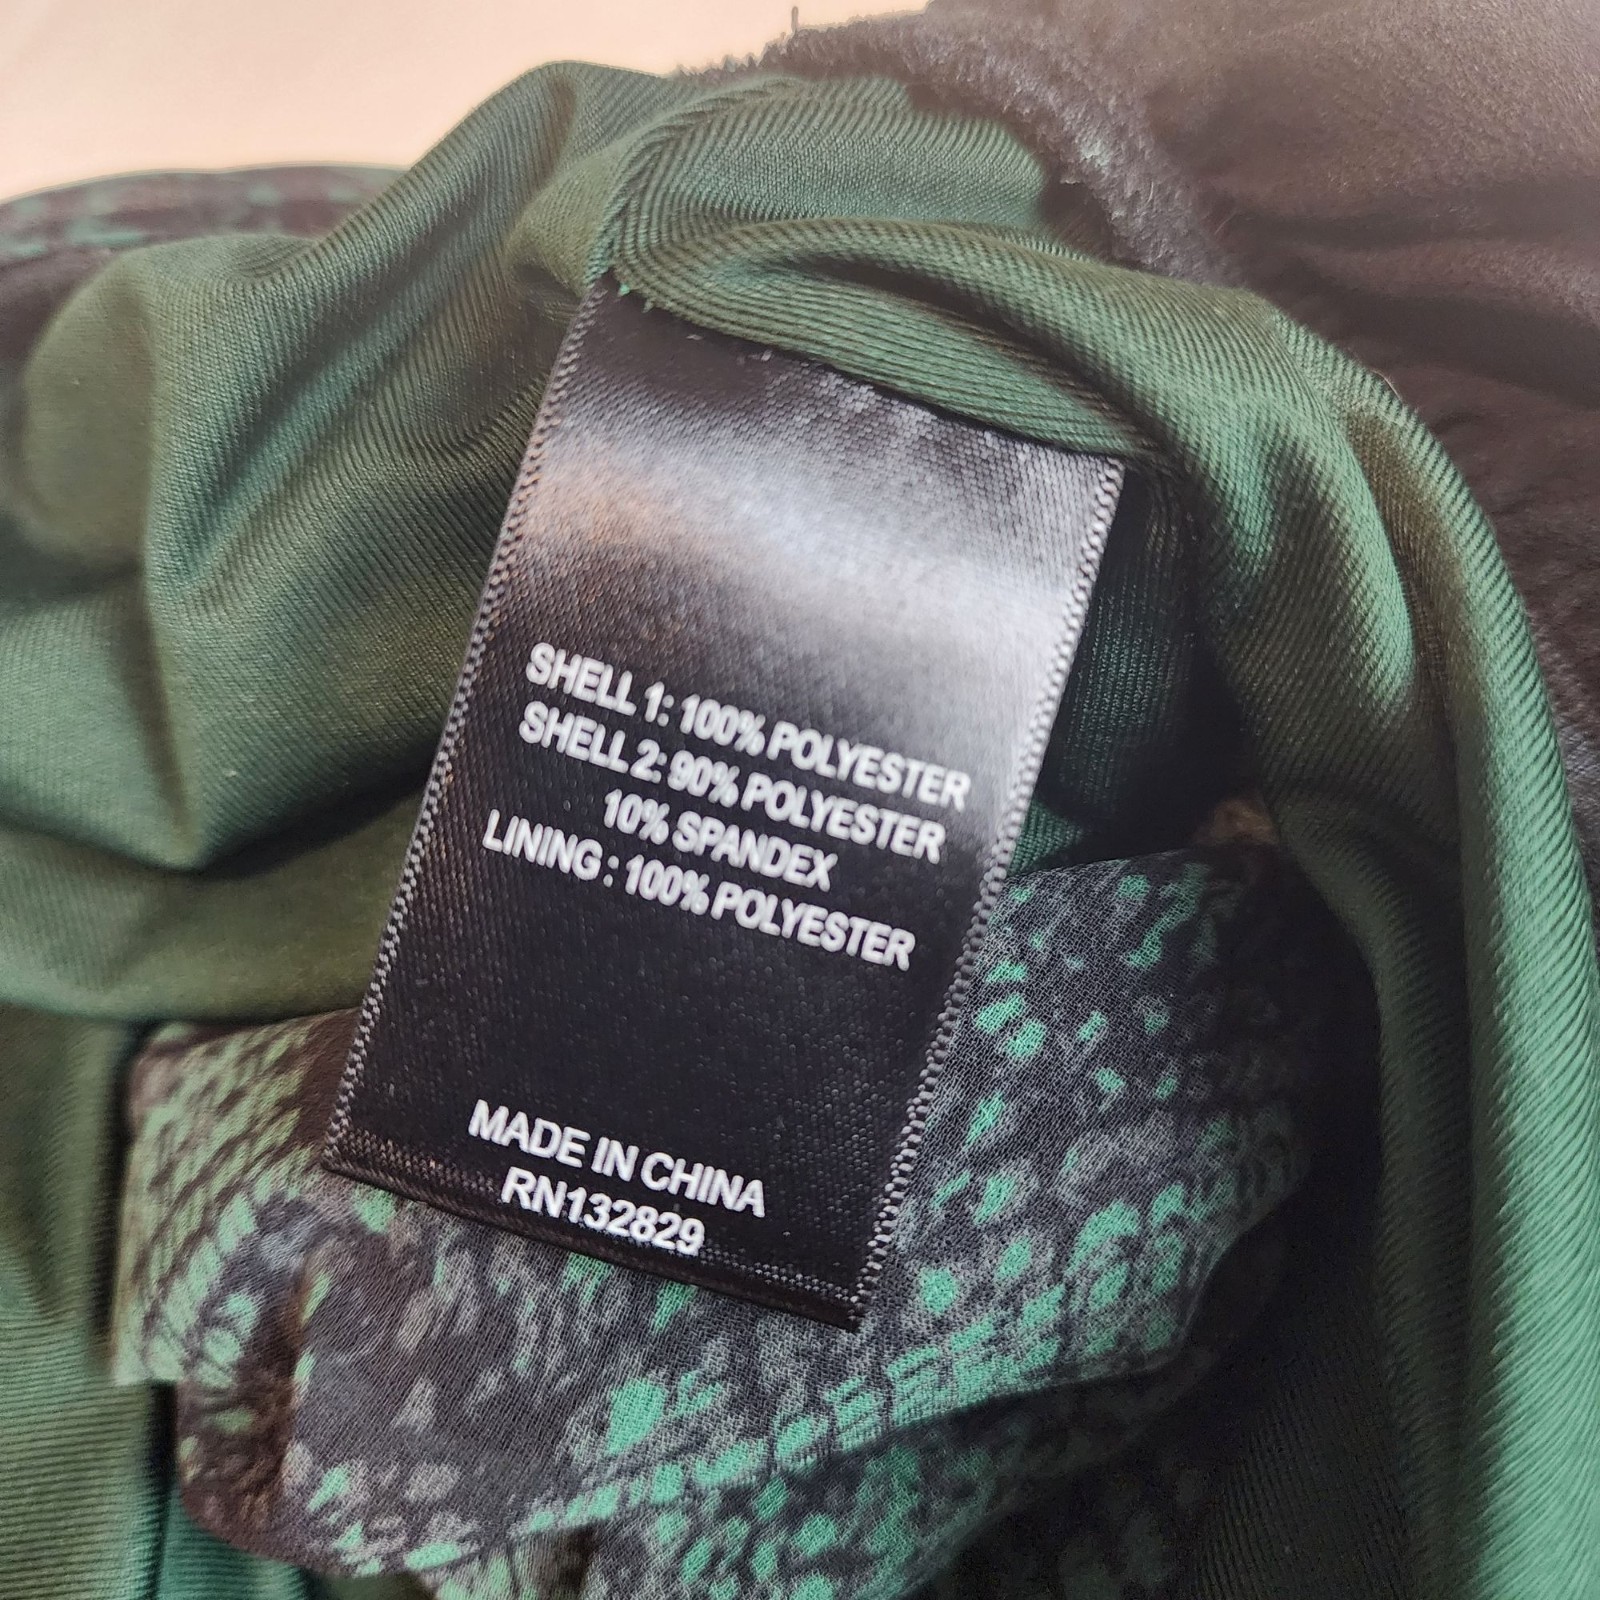 SHELL 1: 100% POLYESTER
SHELL 2: 90% POLYESTER
10% SPANDEX
LINING : 100% POLYESTER
MADE IN CHINA
RN132829